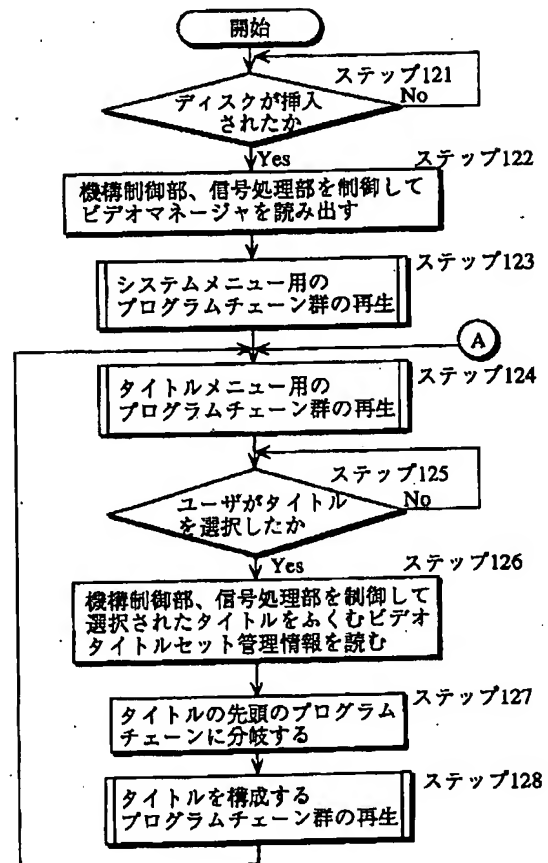 開始
ステップ121
ディスクが挿入
されたか
No
Yes
ステップ122
機構制御部、信号処理部を制御して
ビデオマネージャを読み出す
ステップ123
システムメニュー用の
プログラムチェーン群の再生
A
ステップ124
タイトルメニュー用の
プログラムチェーン群の再生
ステップ125
ユーザがタイトル
を選択したか
No
Yes
ステップ126
機構制御部、信号処理部を制御して
選択されたタイトルをふくむビデオ
タイトルセット管理情報を読む
ステップ127
タイトルの先頭のプログラム
チェーンに分岐する
ステップ128
タイトルを構成する
プログラムチェーン群の再生